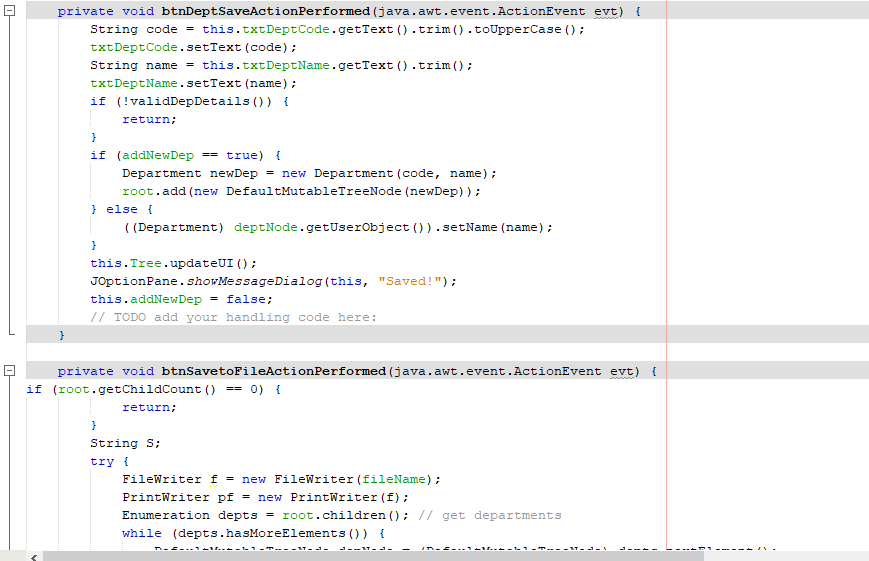 private void btnDeptSaveActionPerformed(java.awt.event.ActionEvent evt) {
String code = this.txtDeptCode.getText().trim().toUpperCase();
txtDeptCode.setText(code);
String name = this.txtDeptName.getText().trim();
txtDeptName.setText(name);
if (!validDepDetails()) {
return;
}
if (addNewDep == true) {
Department newDep = new Department(code, name);
root.add(new DefaultMutableTreeNode(newDep));
} else {
((Department) deptNode.getUserObject()).setName(name);
}
this.Tree.updateUI();
JOptionPane.showMessageDialog(this, "Saved!");
this.addNewDep = false;
// TODO add your handling code here:
}
private void btnSavetoFileActionPerformed(java.awt.event.ActionEvent evt) {
if (root.getChildCount() == 0) {
return;
}
String S;
try {
FileWriter f = new FileWriter(fileName);
PrintWriter pf = new PrintWriter(f);
Enumeration depts = root.children(); // get departments
while (depts.hasMoreElements()) {